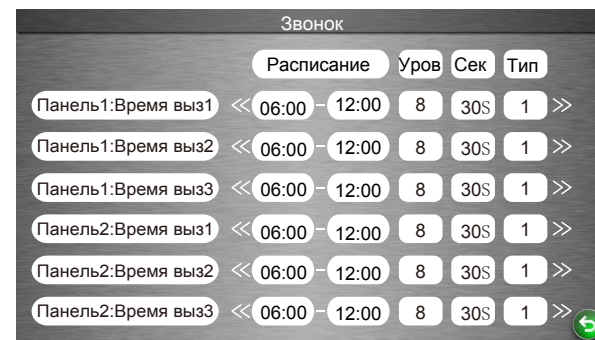 Звонок
Расписание Уров Сек Тип
Панель1:Время выз1 << 06:00 - 12:00 8 30S 1 >>
Панель1:Время выз2 << 06:00 - 12:00 8 30S 1 >>
Панель1:Время выз3 << 06:00 - 12:00 8 30S 1 >>
Панель2:Время выз1 << 06:00 - 12:00 8 30S 1 >>
Панель2:Время выз2 << 06:00 - 12:00 8 30S 1 >>
Панель2:Время выз3 << 06:00 - 12:00 8 30S 1 >>